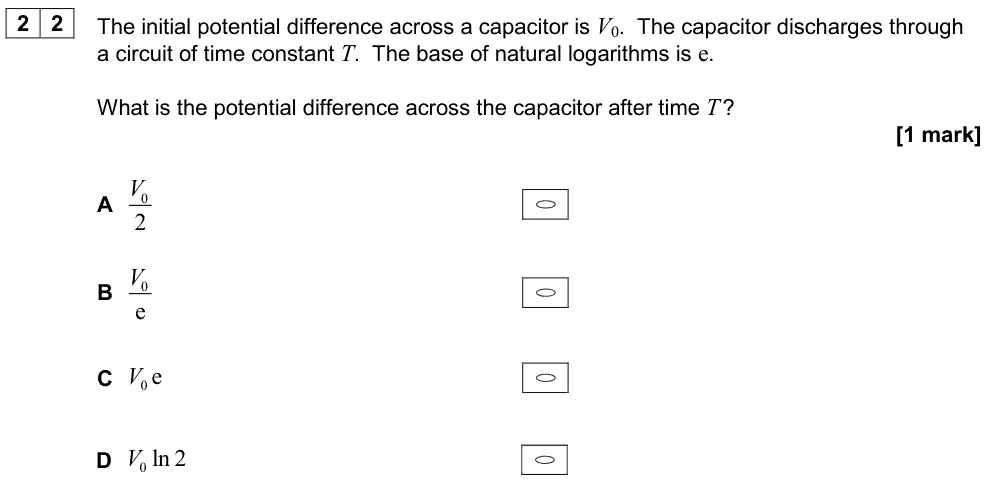 2 2 The initial potential difference across a capacitor is V₀. The capacitor discharges through
a circuit of time constant T. The base of natural logarithms is e.
What is the potential difference across the capacitor after time T?
[1 mark]
A V₀/2
B V₀/e
C V₀ e
D V₀ ln 2